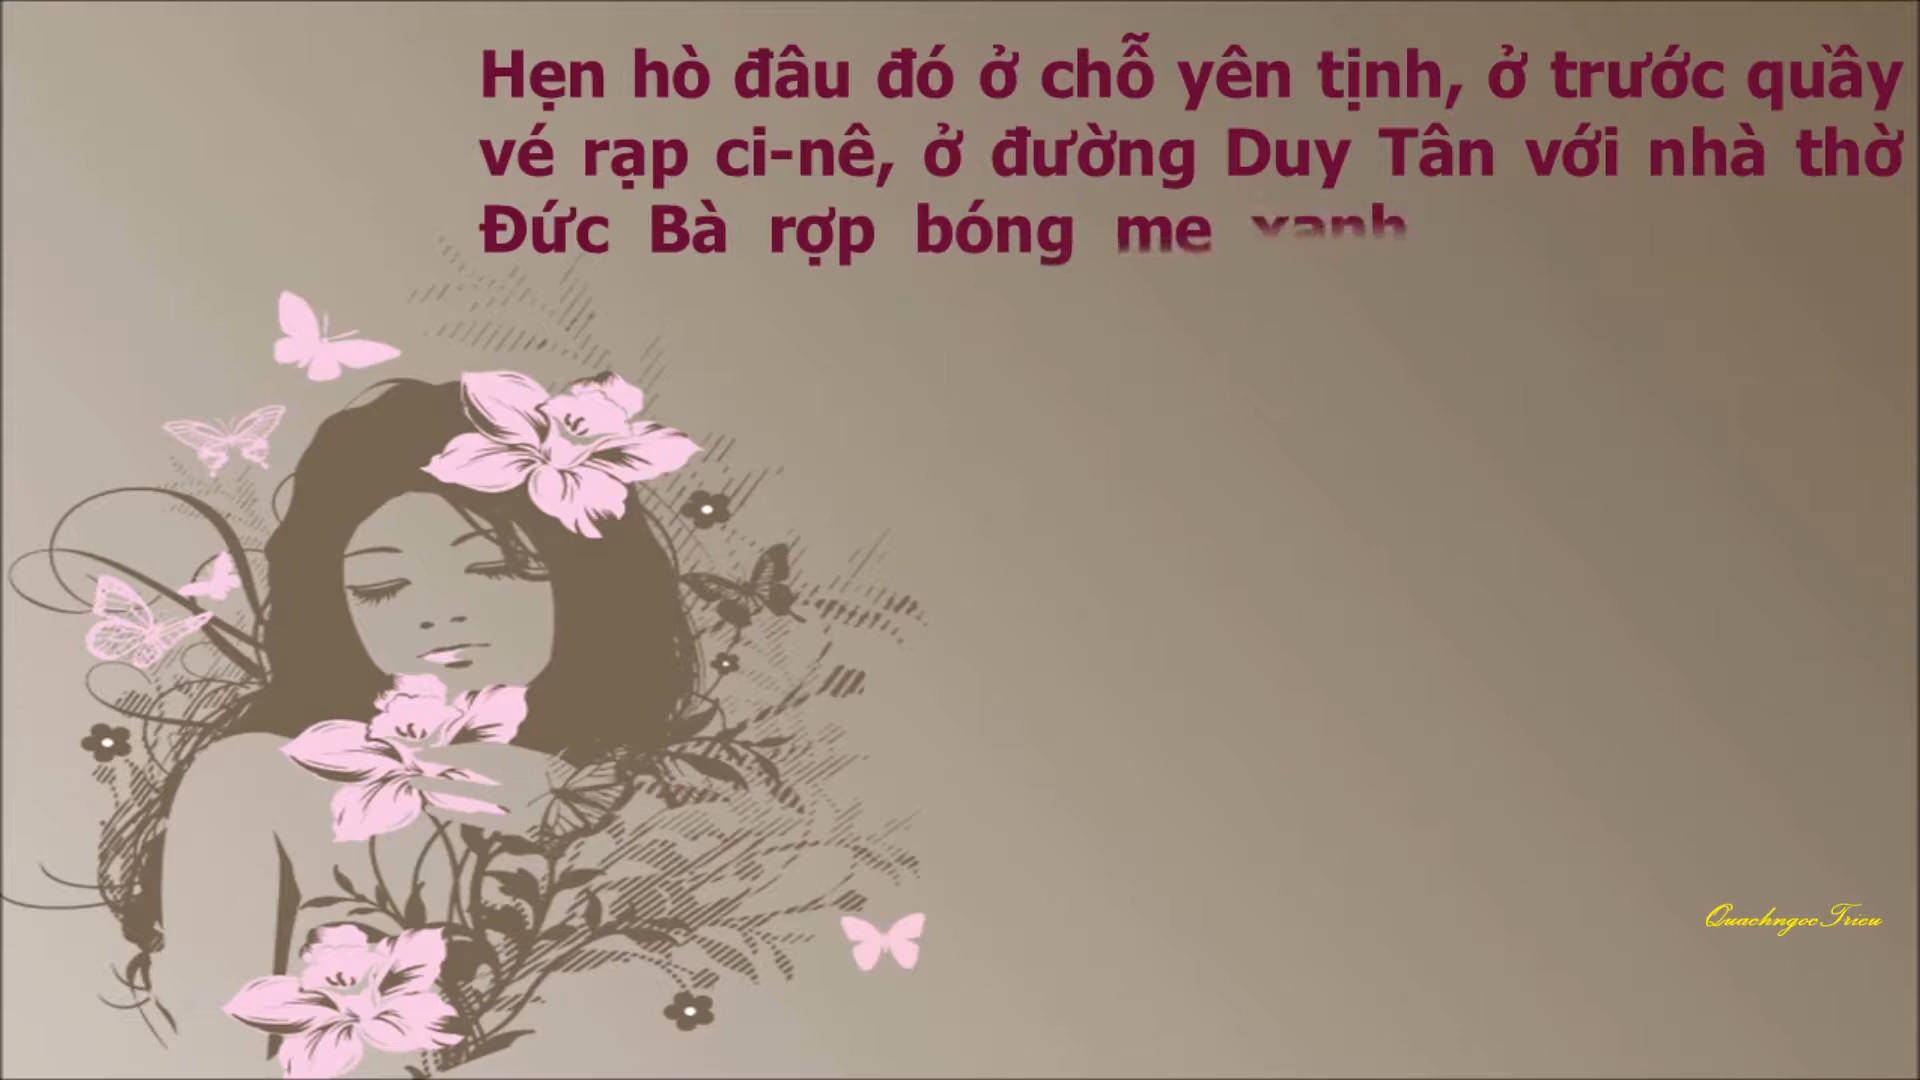 Hẹn hò đâu đó ở chỗ yên tịnh, ở trước quầy
vé rạp ci-nê, ở đường Duy Tân với nhà thờ
Đức Bà rợp bóng me xanh
QuachngocTrieu